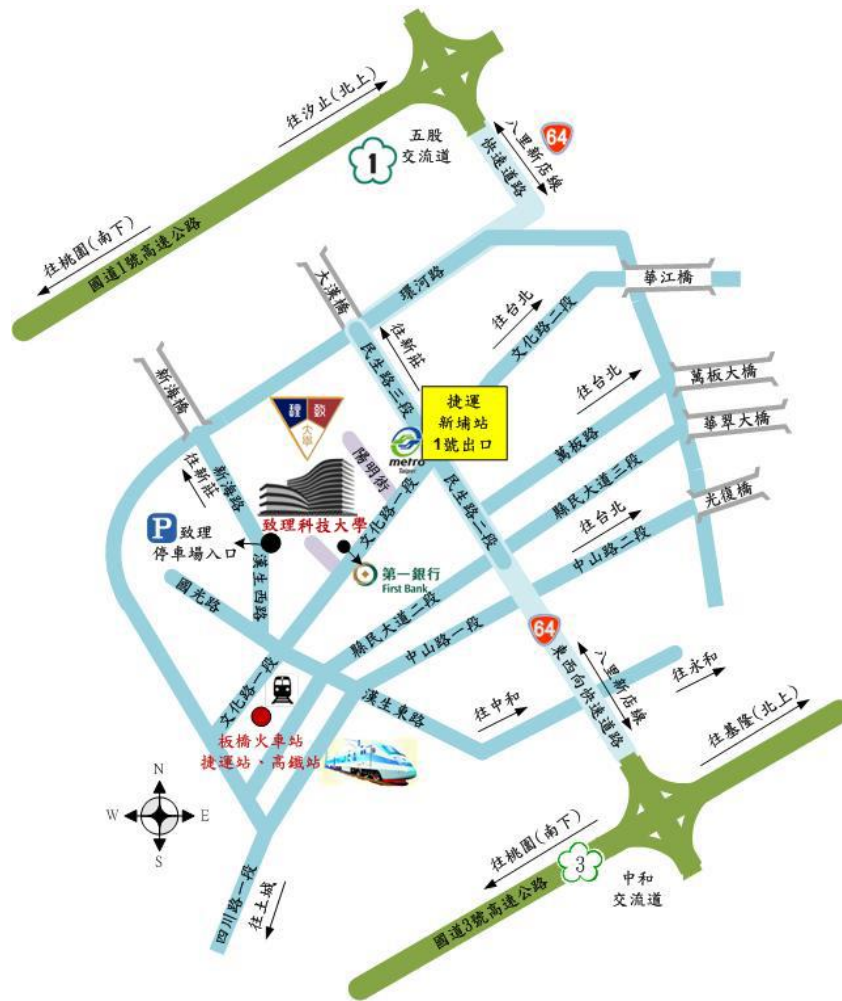 往汐止(北上)
64
八里新店線
快速道路
五股
交流道
1
往桃園(南下)
國道1號高速公路
大漢橋
環河路
往台北
文化路二段
華江橋
往新莊
民生路三段
新海橋
捷運
新埔站
1號出口
往台北
萬板大橋
理 致
大學
陽明街
metro
Taipei
萬板路
華翠大橋
往新莊
新海路
民生路二段
縣民大道三段
往台北
光復橋
致理科技大學
文化路一段
P 致理
停車場入口
漢生西路
第一銀行
First Bank
中山路二段
國光路
縣民大道二段
中山路一段
64
東西向快速道路
八里新店線
文化路一段
漢生東路
往中和
往永和
板橋火車站
捷運站、高鐵站
往基隆(北上)
N
W E
S
往桃園(南下)
3
中和
交流道
國道3號高速公路
四川路一段
往土城